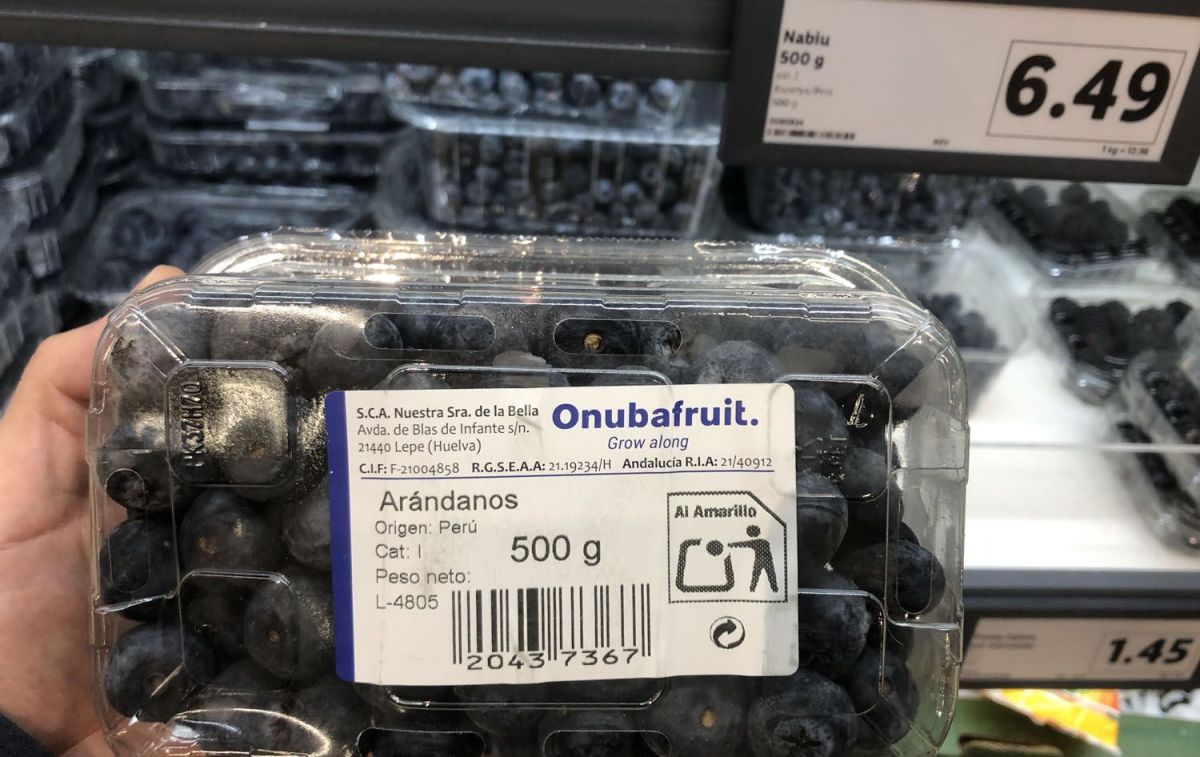 Nabiu
500 g
6.49
500 g
S.C.A. Nuestra Sra. de la Bella
Avda. de Blas de Infante s/n.
21440 Lepe (Huelva)
Onubafruit.
Grow along
C.I.F: F-21004858 R.G.S.E.A.A: 21.19234/H Andalucía R.I.A: 21/40912
Arándanos
Origen: Perú
Cat: I
500 g
Peso neto:
L-4805
2043 7367
Al Amarillo
1.45